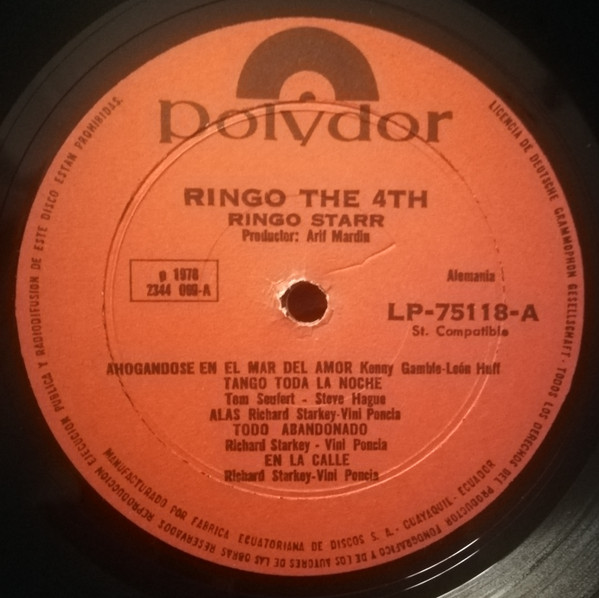 polydor
RINGO THE 4TH
RINGO STARR
Productor: Arif Mardin
p 1978
2344 099-A
Alemania
LP-75118-A
St. Compatible
AHOGANDOSE EN EL MAR DEL AMOR Kenny Gamble-León Huff
TANGO TODA LA NOCHE
Tom Seufert - Steve Hague
ALAS Richard Starkey-Vini Poncia
TODO ABANDONADO
Richard Starkey - Vini Poncia
EN LA CALLE
Richard Starkey-Vini Poncia
LICENCIA DE DEUTSCHE GRAMMOPHON GESELLSCHAFT · TODOS LOS DERECHOS DEL PRODUCTOR FONOGRAFICO Y DE LOS AUTORES DE LAS OBRAS RESERVADOS REPRODUCCION EJECUCION PUBLICA Y RADIODIFUSION DE ESTE DISCO ESTAN PROHIBIDAS.
MANUFACTURADO POR FABRICA ECUATORIANA DE DISCOS S. A. - GUAYAQUIL - ECUADOR